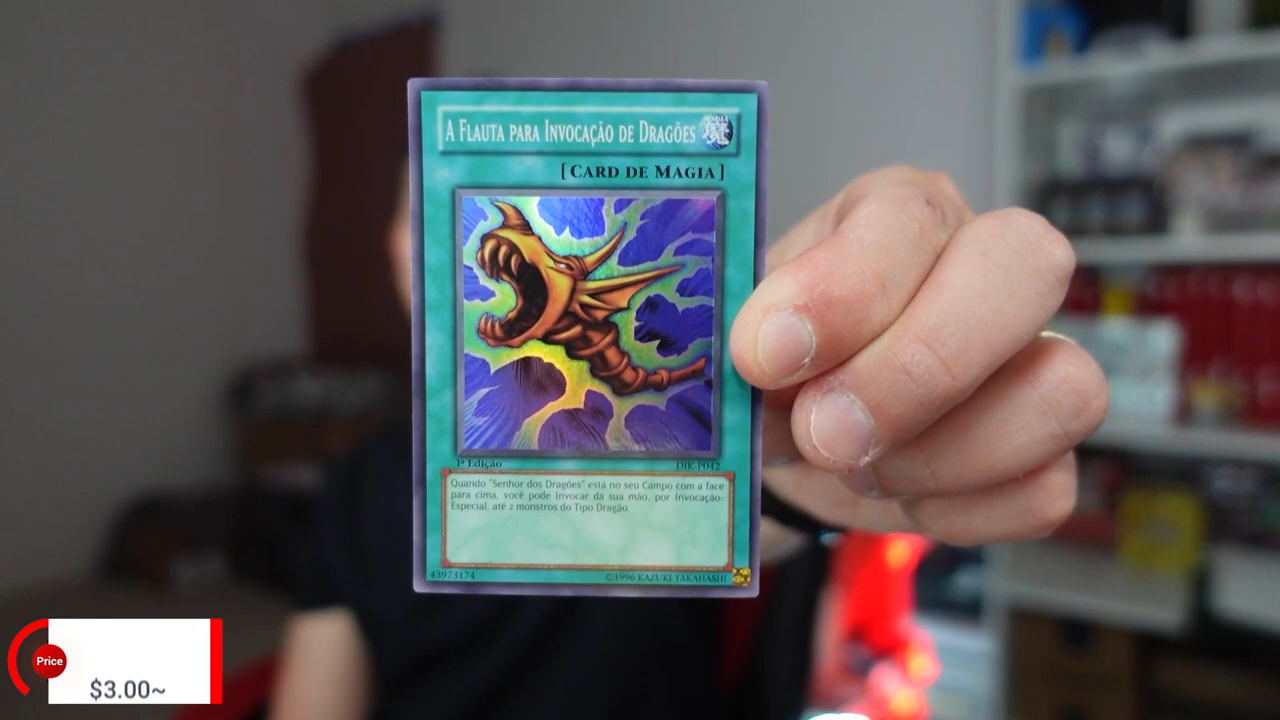 A Flauta para Invocação de Dragões
[Card de Magia]
1ª Edição
DIK-P042
Quando "Senhor dos Dragões" está no seu Campo com a face
para cima, você pode Invocar da sua mão, por Invocação-
Especial, até 2 monstros do Tipo Dragão.
43973174
©1996 KAZUKI TAKAHASHI
Price
$3.00~